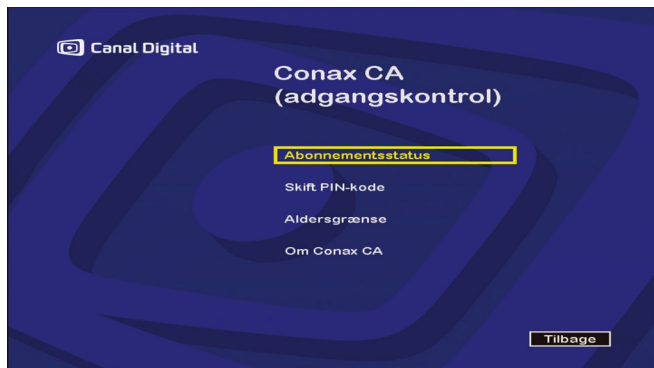 Canal Digital
Conax CA
(adgangskontrol)
Abonnementsstatus
Skift PIN-kode
Aldersgrænse
Om Conax CA
Tilbage